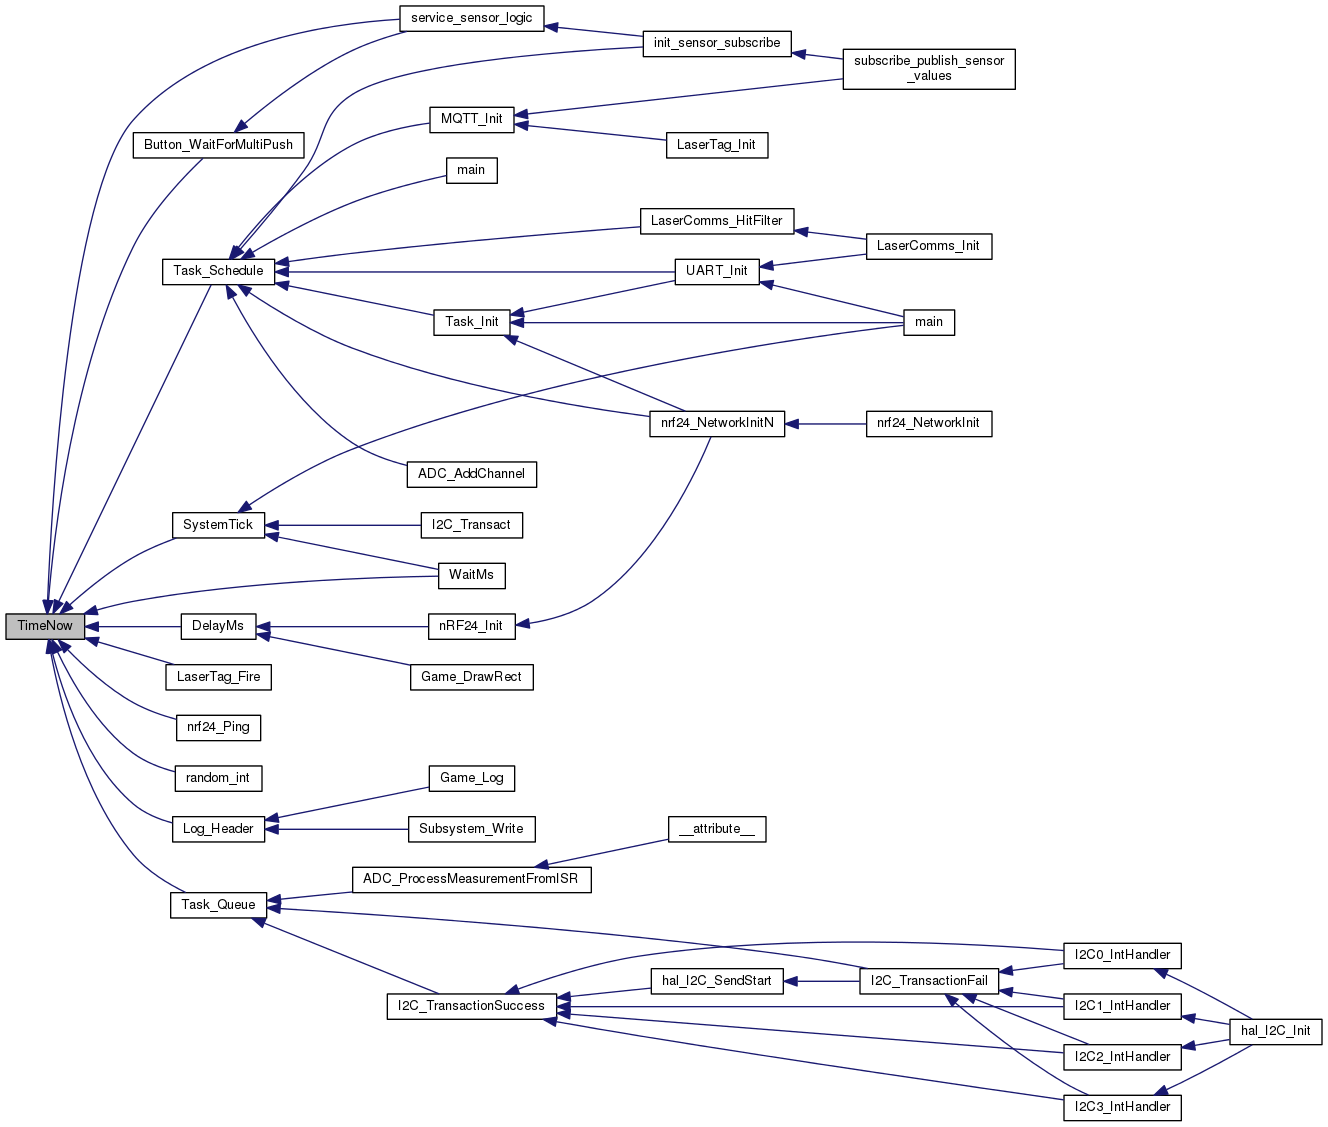 service_sensor_logic
init_sensor_subscribe
subscribe_publish_sensor
_values
MQTT_Init
Button_WaitForMultiPush
LaserTag_Init
main
LaserComms_HitFilter
LaserComms_Init
Task_Schedule
UART_Init
Task_Init
main
nrf24_NetworkInitN
nrf24_NetworkInit
ADC_AddChannel
SystemTick
I2C_Transact
WaitMs
TimeNow
DelayMs
nRF24_Init
LaserTag_Fire
Game_DrawRect
nrf24_Ping
random_int
Game_Log
Log_Header
Subsystem_Write
__attribute__
ADC_ProcessMeasurementFromISR
Task_Queue
I2C0_IntHandler
hal_I2C_SendStart
I2C_TransactionFail
I2C_TransactionSuccess
I2C1_IntHandler
hal_I2C_Init
I2C2_IntHandler
I2C3_IntHandler